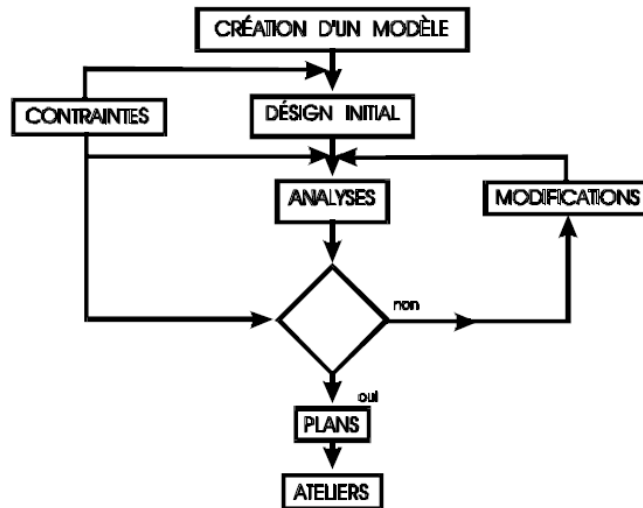 CRÉATION D'UN MODÈLE
CONTRAINTES
DÉSIGN INITIAL
ANALYSES
MODIFICATIONS
non
oui
PLANS
ATELIERS